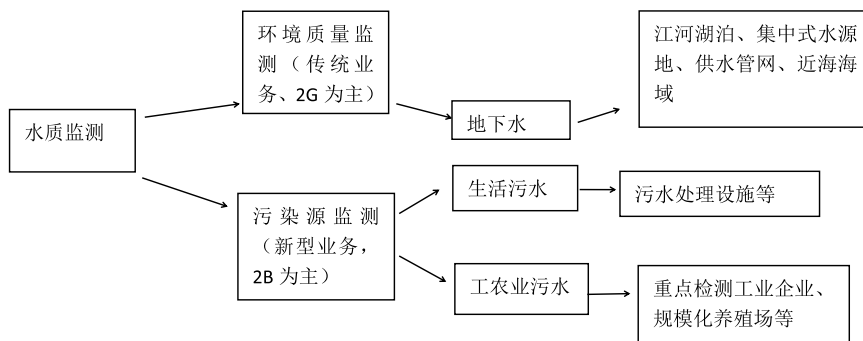 水质监测
环境质量监
测（传统业
务、2G 为主）
地下水
江河湖泊、集中式水源
地、供水管网、近海海
域
污染源监测
（新型业务，
2B 为主）
生活污水
污水处理设施等
工农业污水
重点检测工业企业、
规模化养殖场等